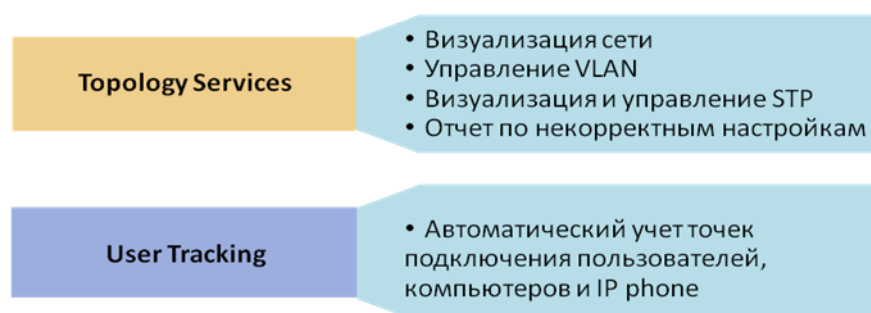 Topology Services
• Визуализация сети
• Управление VLAN
• Визуализация и управление STP
• Отчет по некорректным настройкам
User Tracking
• Автоматический учет точек
подключения пользователей,
компьютеров и IP phone